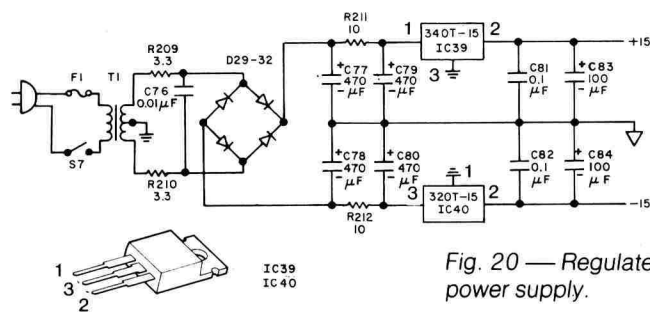 F1
T1
S7
R209
3.3
C76
0.01μF
R210
3.3
D29-32
R211
10
+ C77
470
- μF
+ C79
470
- μF
1
340T-15
IC39
2
3
C81
0.1
μF
+ C83
100
- μF
+15
+ C78
470
- μF
+ C80
470
- μF
R212
10
1
3
320T-15
IC40
2
C82
0.1
μF
+ C84
100
- μF
-15
1
3
2
IC39
IC40
Fig. 20 — Regulate
power supply.